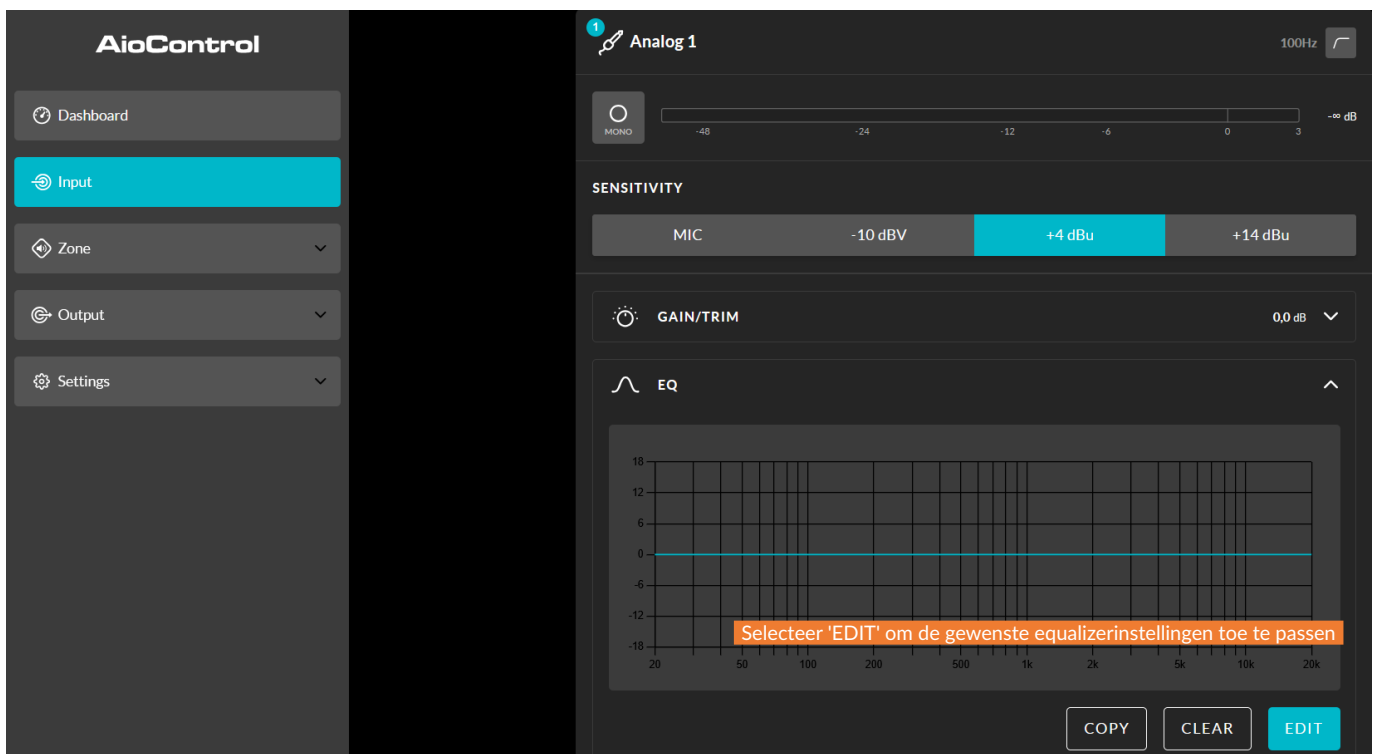 AioControl
Dashboard
Input
Zone
Output
Settings
1
Analog 1
100Hz
MONO
-48 -24 -12 -6 0 3
-∞ dB
SENSITIVITY
MIC -10 dBV +4 dBu +14 dBu
GAIN/TRIM 0,0 dB
EQ
18
12
6
0
-6
-12
Selecteer 'EDIT' om de gewenste equalizerinstellingen toe te passen
-18
20 50 100 200 500 1k 2k 5k 10k 20k
COPY CLEAR EDIT